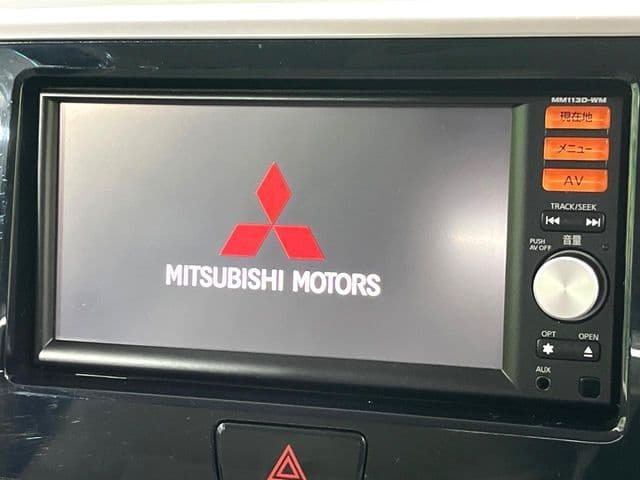 MM113D-WM
現在地
メニュー
AV
TRACK/SEEK
PUSH
AV OFF
音量
OPT
OPEN
AUX
MITSUBISHI MOTORS